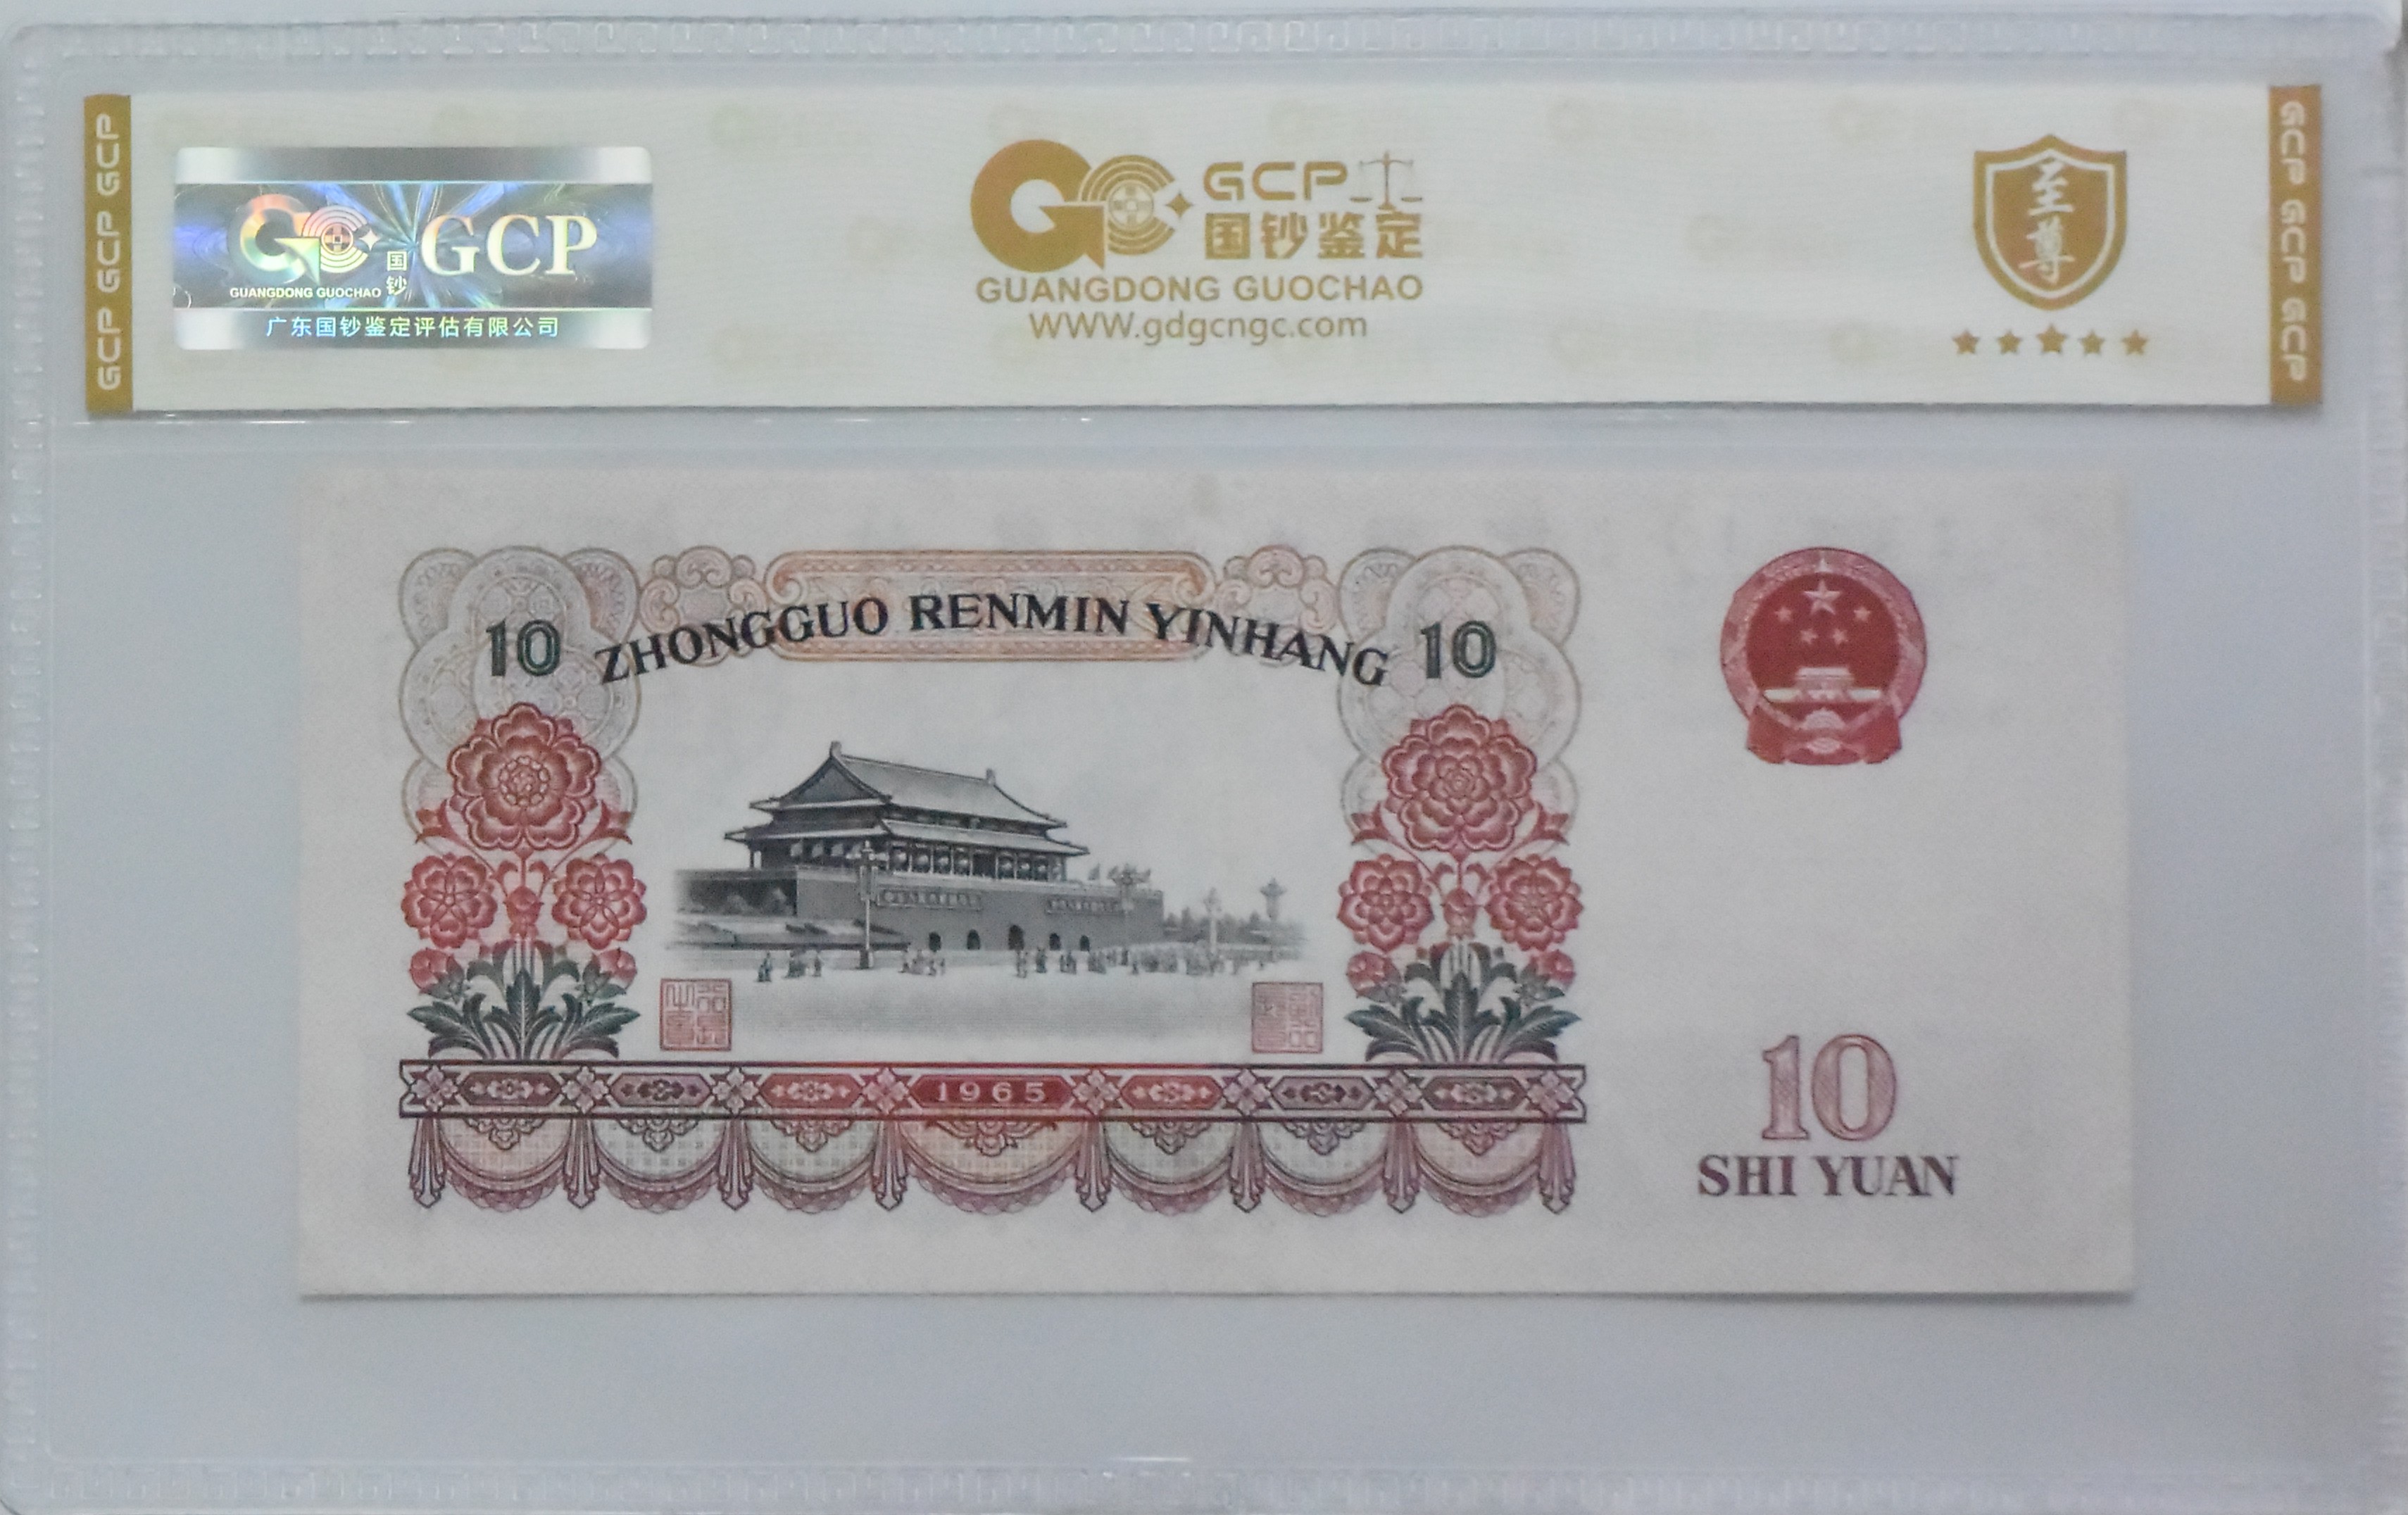 GCP GCP GCP
国钞
GCP
GUANGDONG GUOCHAO
广东国钞鉴定评估有限公司
GCP
国钞鉴定
GUANGDONG GUOCHAO
WWW.gdgcngc.com
至尊
GCP GCP GCP
10
ZHONGGUO RENMIN YINHANG
10
1965
10
SHI YUAN